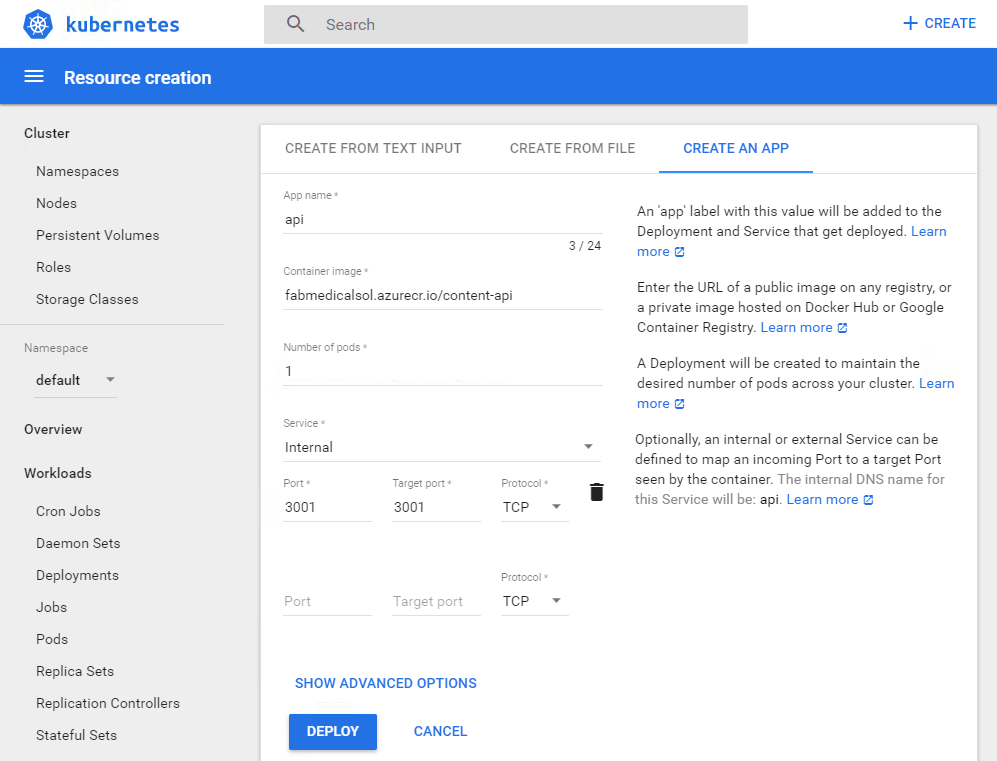 kubernetes
Search
CREATE
Resource creation
Cluster
Namespaces
Nodes
Persistent Volumes
Roles
Storage Classes
Namespace
default
Overview
Workloads
Cron Jobs
Daemon Sets
Deployments
Jobs
Pods
Replica Sets
Replication Controllers
Stateful Sets
CREATE FROM TEXT INPUT
CREATE FROM FILE
CREATE AN APP
App name *
api
3 / 24
An 'app' label with this value will be added to the
Deployment and Service that get deployed. Learn
more
Container image *
fabmedicalsol.azurecr.io/content-api
Enter the URL of a public image on any registry, or
a private image hosted on Docker Hub or Google
Container Registry. Learn more
Number of pods *
1
A Deployment will be created to maintain the
desired number of pods across your cluster. Learn
more
Service *
Internal
Optionally, an internal or external Service can be
defined to map an incoming Port to a target Port
seen by the container. The internal DNS name for
this Service will be: api. Learn more
Port * Target port * Protocol *
3001 3001 TCP
Protocol *
Port Target port TCP
SHOW ADVANCED OPTIONS
DEPLOY CANCEL